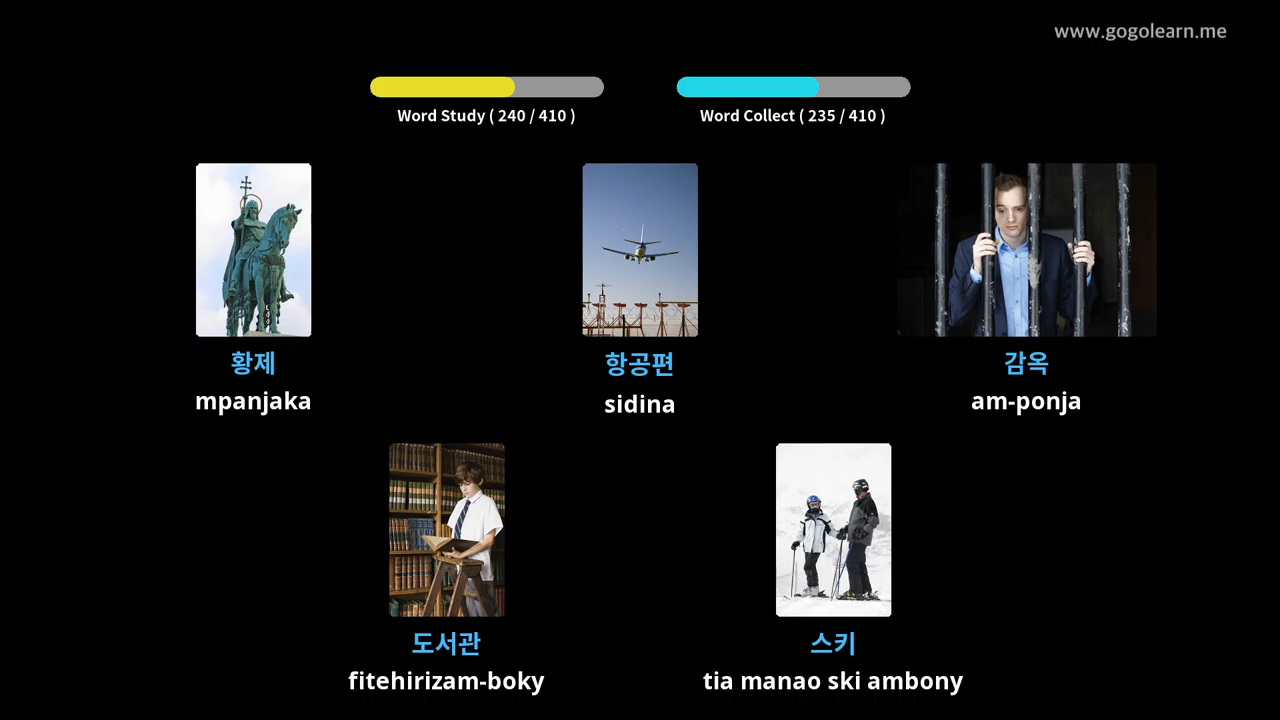 www.gogolearn.me
Word Study ( 240 / 410 )
Word Collect ( 235 / 410 )
황제
mpanjaka
항공편
sidina
감옥
am-ponja
도서관
fitehirizam-boky
스키
tia manao ski ambony